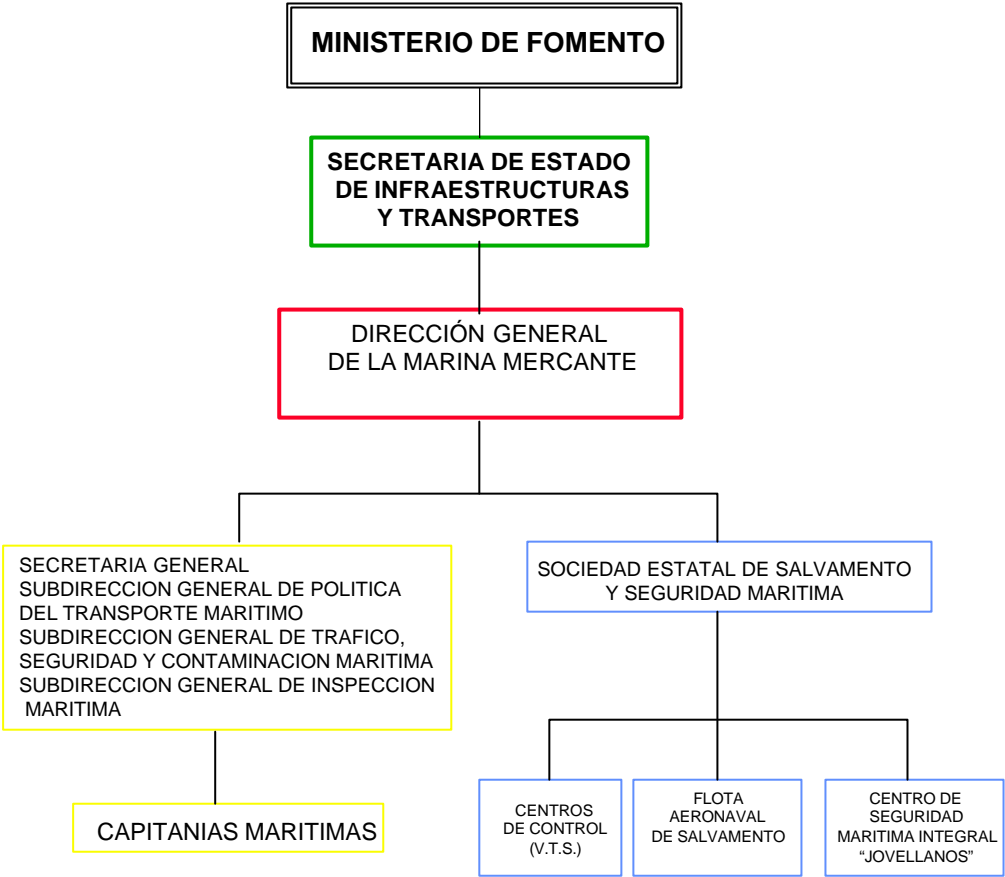 MINISTERIO DE FOMENTO
SECRETARIA DE ESTADO
DE INFRAESTRUCTURAS
Y TRANSPORTES
DIRECCIÓN GENERAL
DE LA MARINA MERCANTE
SECRETARIA GENERAL
SUBDIRECCION GENERAL DE POLITICA
DEL TRANSPORTE MARITIMO
SUBDIRECCION GENERAL DE TRAFICO,
SEGURIDAD Y CONTAMINACION MARITIMA
SUBDIRECCION GENERAL DE INSPECCION
MARITIMA
CAPITANIAS MARITIMAS
SOCIEDAD ESTATAL DE SALVAMENTO
Y SEGURIDAD MARITIMA
CENTROS
DE CONTROL
(V.T.S.)
FLOTA
AERONAVAL
DE SALVAMENTO
CENTRO DE
SEGURIDAD
MARITIMA INTEGRAL
“JOVELLANOS”